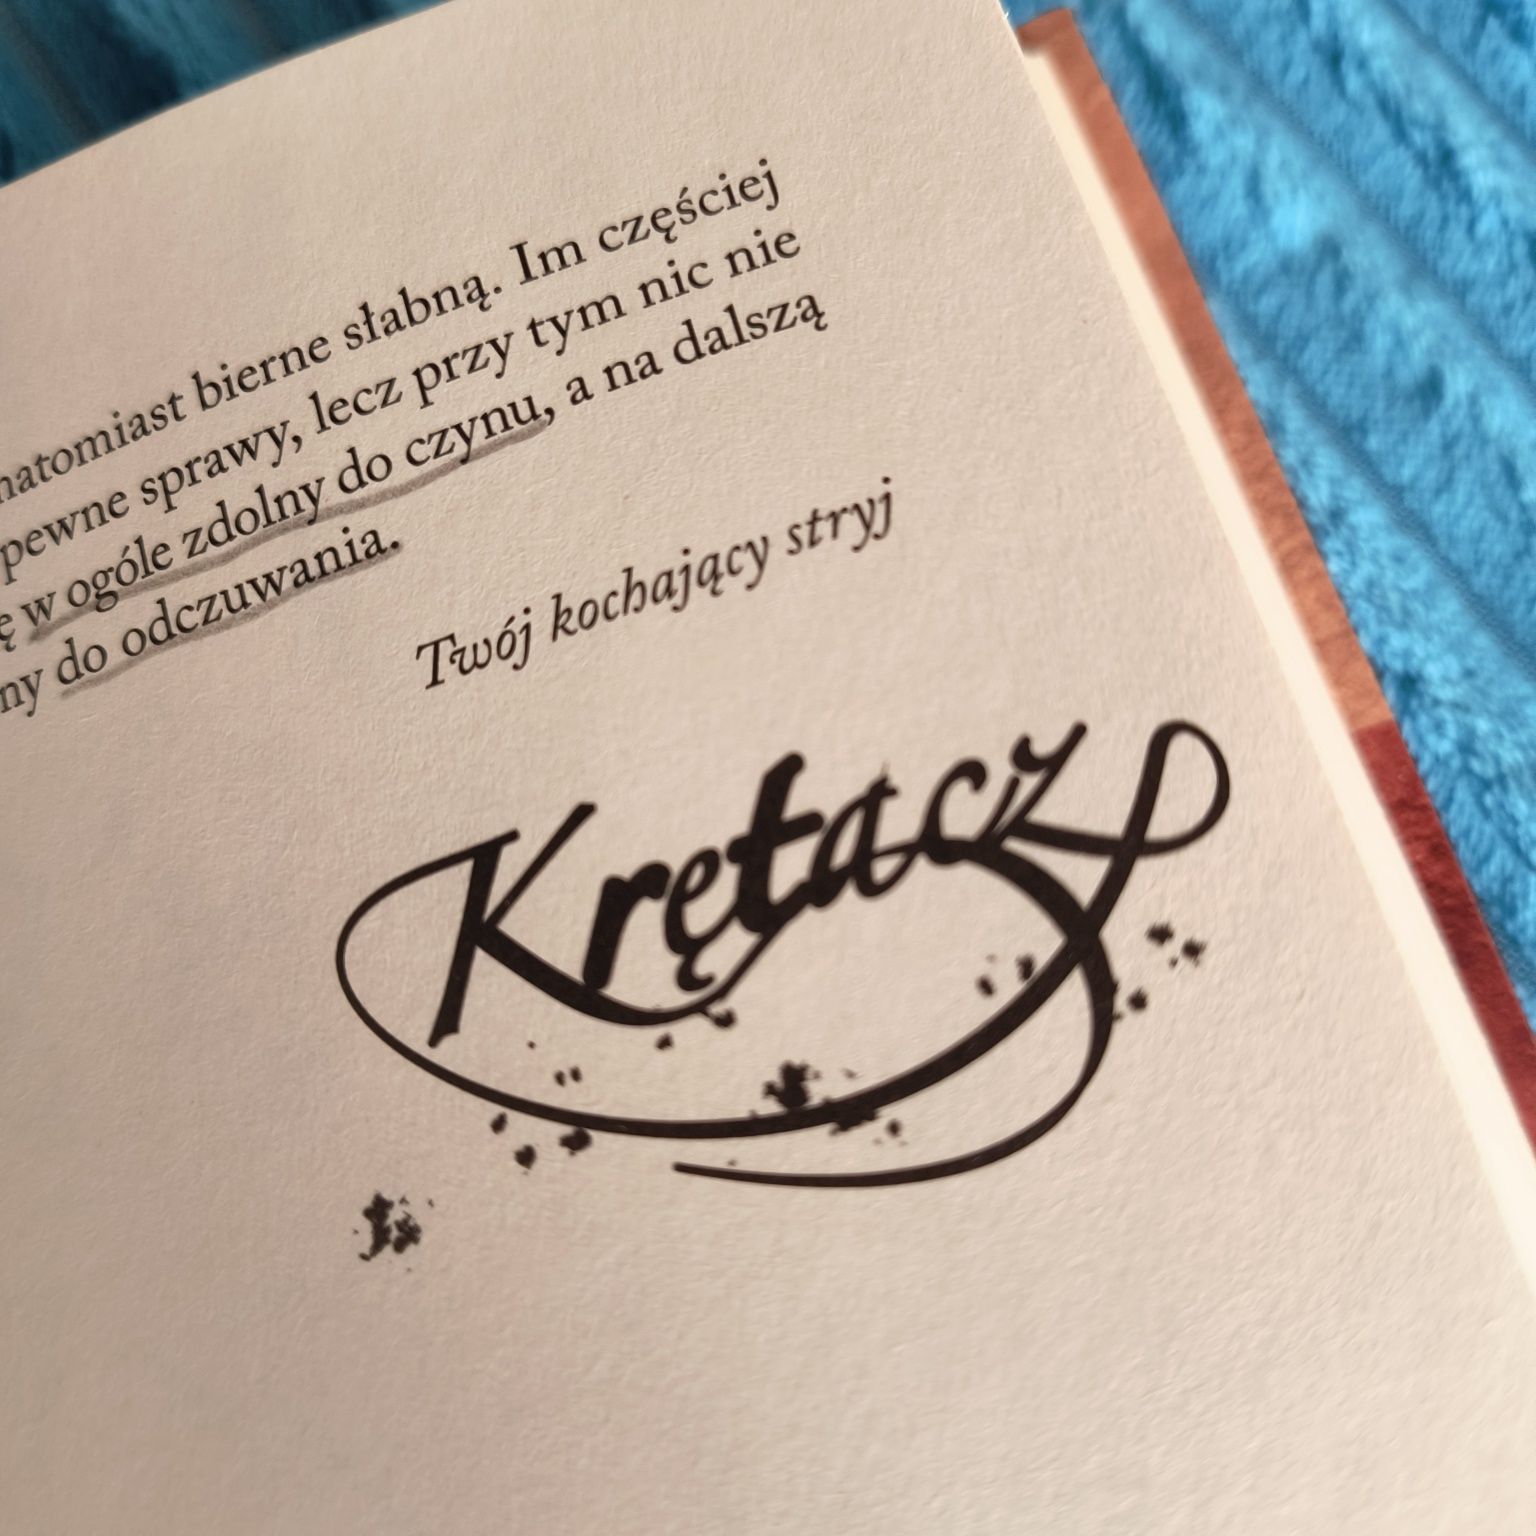 natomiast bierne słabną. Im częściej
pewne sprawy, lecz przy tym nic nie
w ogóle zdolny do czynu, a na dalszą
do odczuwania.
Twój kochający stryj
Krętacz